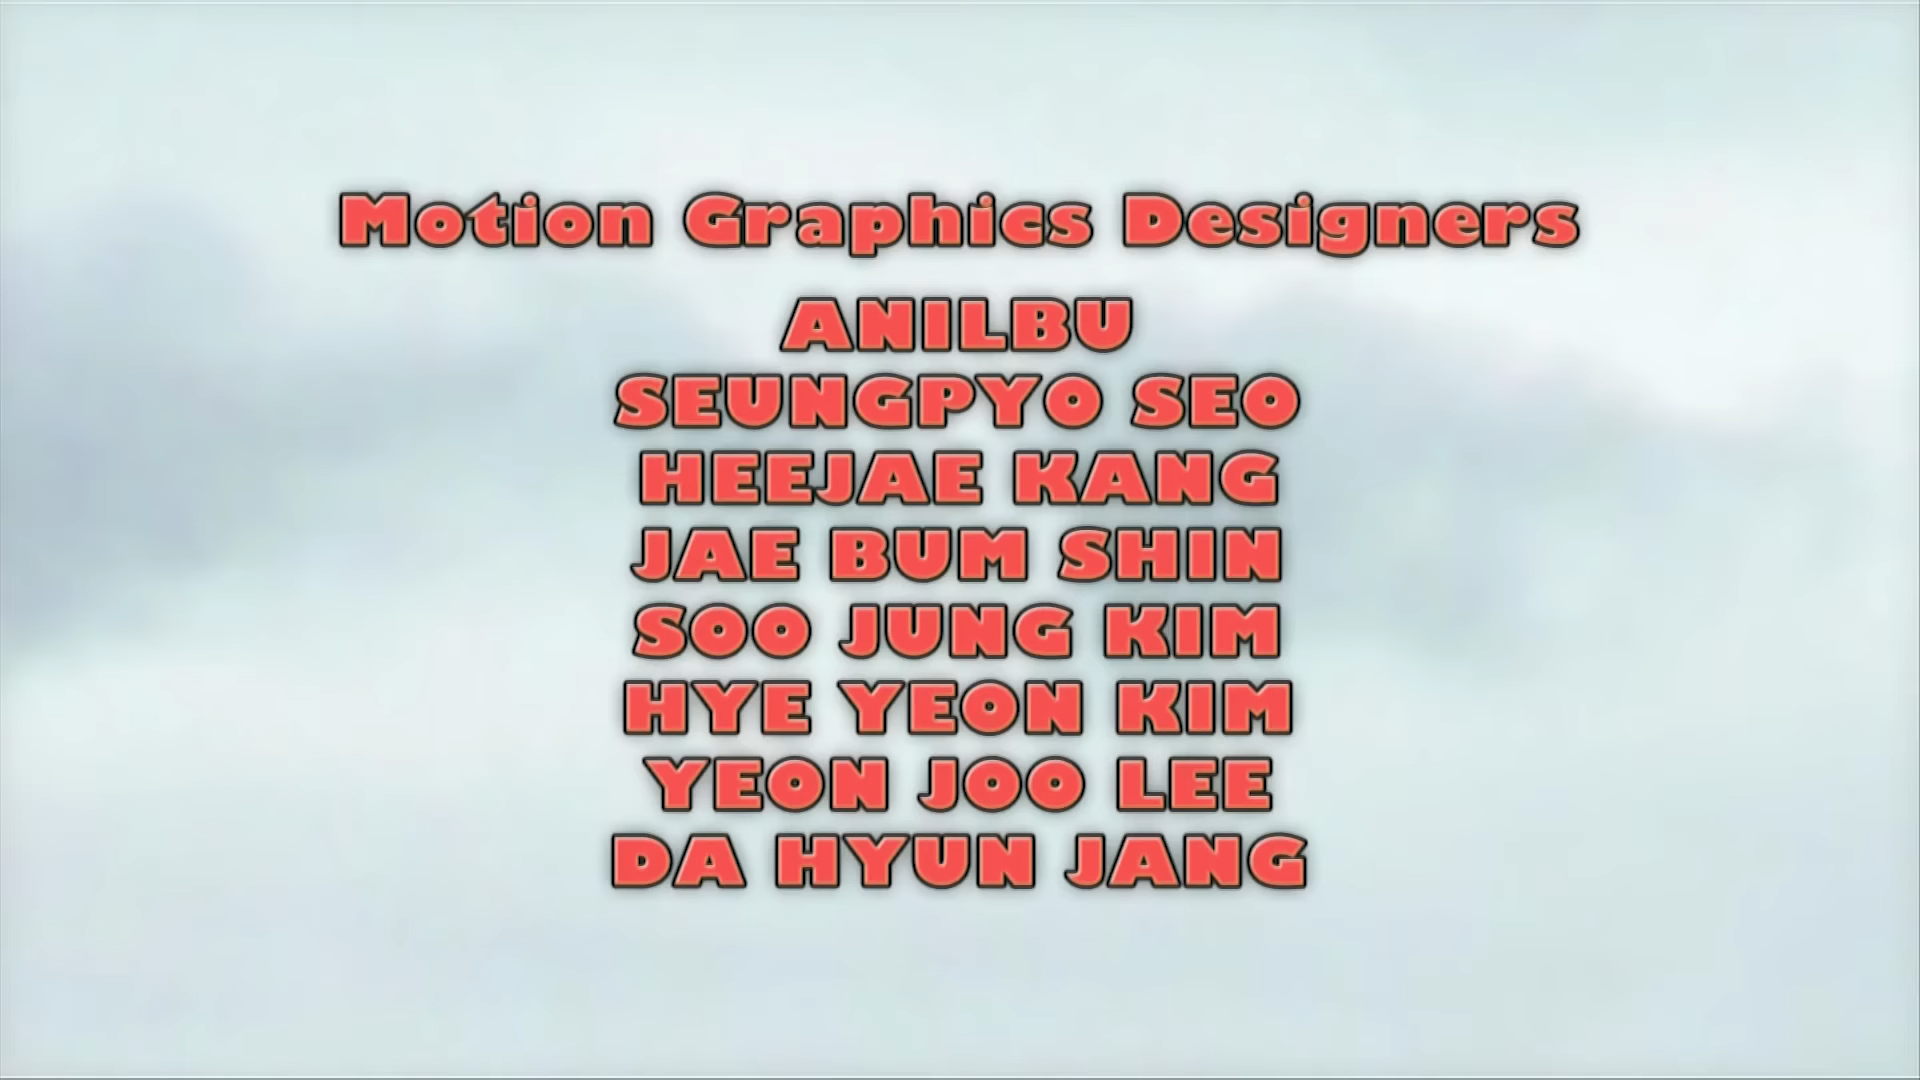 Motion Graphics Designers
ANILBU
SEUNGPYO SEO
HEEJAE KANG
JAE BUM SHIN
SOO JUNG KIM
HYE YEON KIM
YEON JOO LEE
DA HYUN JANG